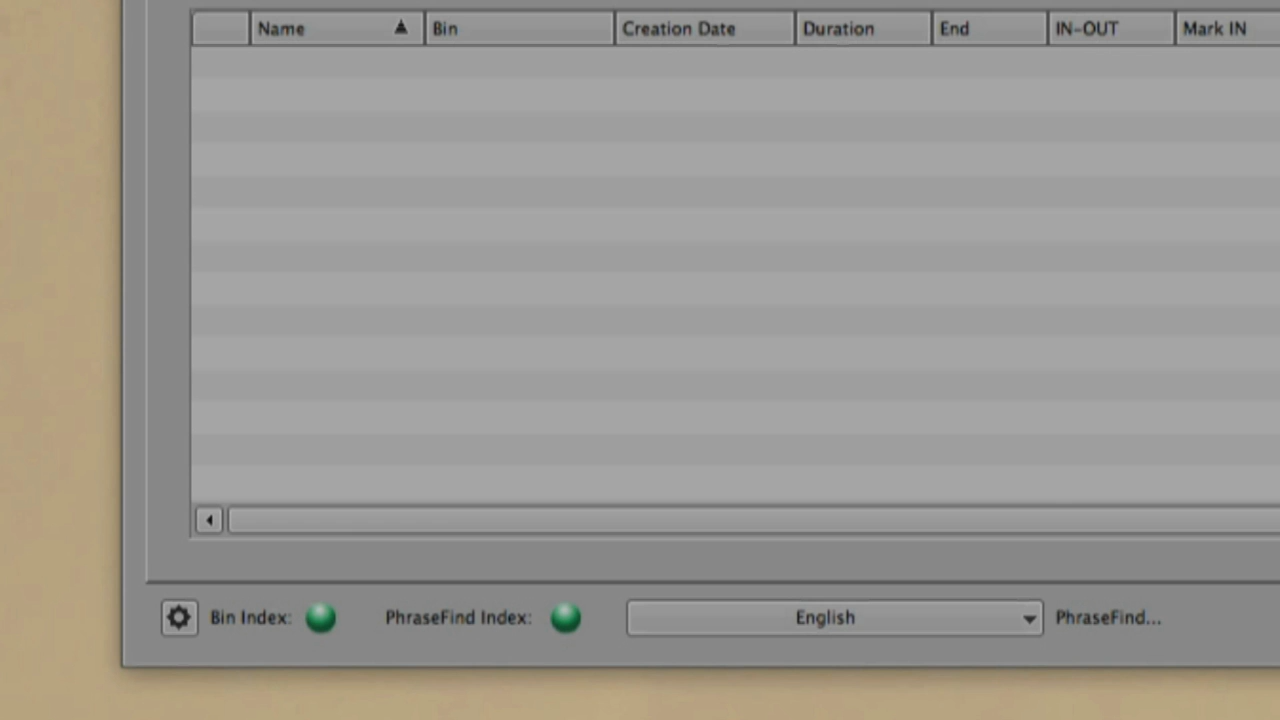 Name Bin Creation Date Duration End IN-OUT Mark IN
Bin Index: PhraseFind Index: English PhraseFind...